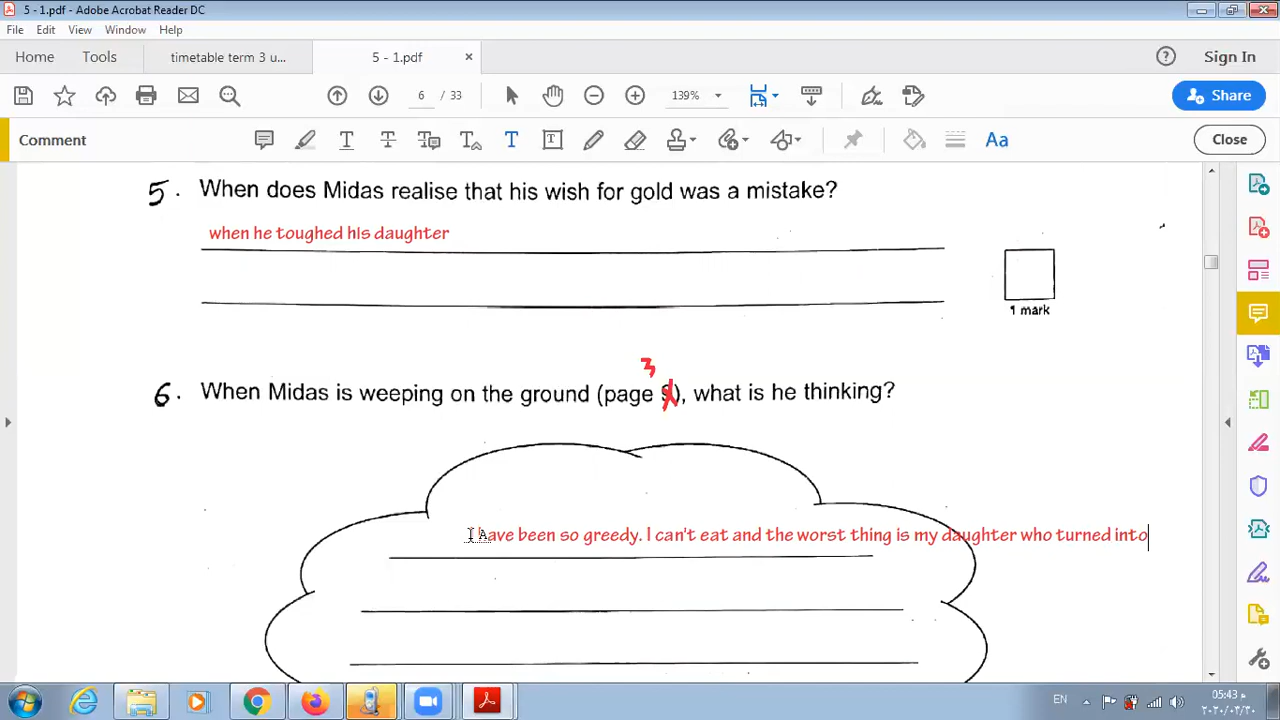 5 - 1.pdf - Adobe Acrobat Reader DC
File Edit View Window Help
Home Tools timetable term 3 u... 5 - 1.pdf × Sign In
6 / 33 139% Share
Comment Close
5. When does Midas realise that his wish for gold was a mistake?
when he toughed his daughter
1 mark
3
6. When Midas is weeping on the ground (page 9), what is he thinking?
I have been so greedy. I can't eat and the worst thing is my daughter who turned into
EN 05:43 م
٢٠٢٠/٠٣/٣٠